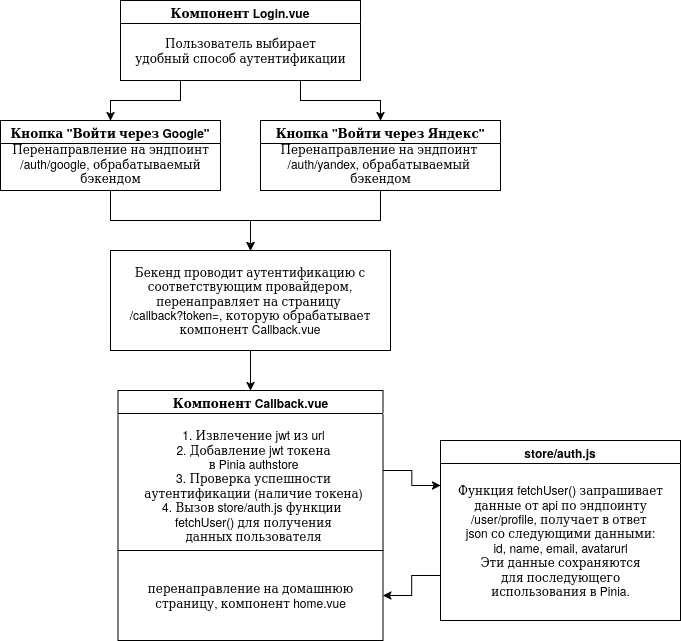 Компонент Login.vue
Пользователь выбирает
удобный способ аутентификации
Кнопка "Войти через Google"
Перенаправление на эндпоинт
/auth/google, обрабатываемый
бэкендом
Кнопка "Войти через Яндекс"
Перенаправление на эндпоинт
/auth/yandex, обрабатываемый
бэкендом
Бекенд проводит аутентификацию с
соответствующим провайдером,
перенаправляет на страницу
/callback?token=, которую обрабатывает
компонент Callback.vue
Компонент Callback.vue
1. Извлечение jwt из url
2. Добавление jwt токена
в Pinia authstore
3. Проверка успешности
аутентификации (наличие токена)
4. Вызов store/auth.js функции
fetchUser() для получения
данных пользователя
перенаправление на домашнюю
страницу, компонент home.vue
store/auth.js
Функция fetchUser() запрашивает
данные от api по эндпоинту
/user/profile, получает в ответ
json со следующими данными:
id, name, email, avatarurl
Эти данные сохраняются
для последующего
использования в Pinia.